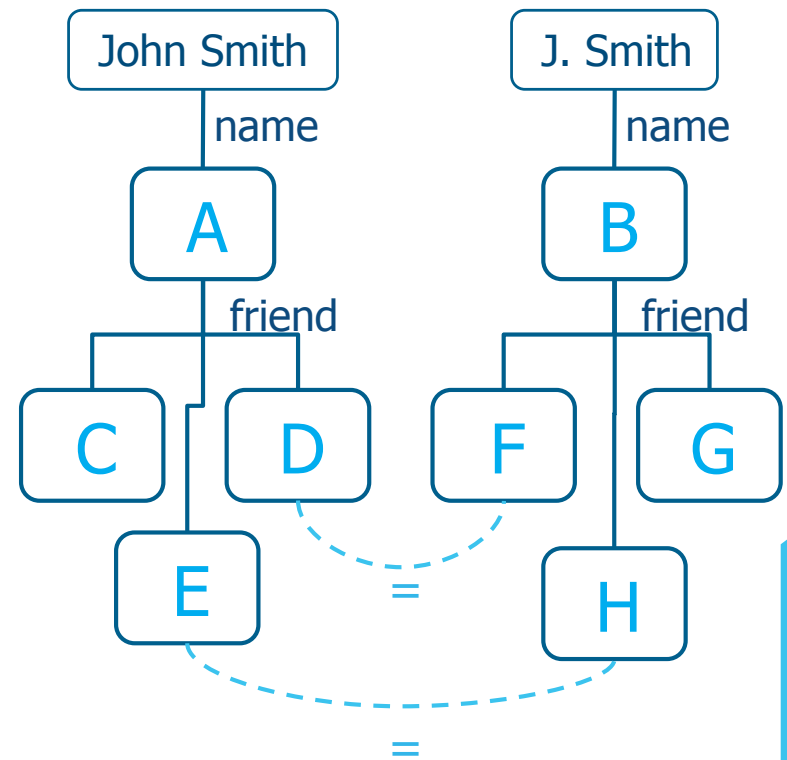 John Smith
J. Smith
name
name
A
B
friend
friend
C
D
F
G
E
H
=
=